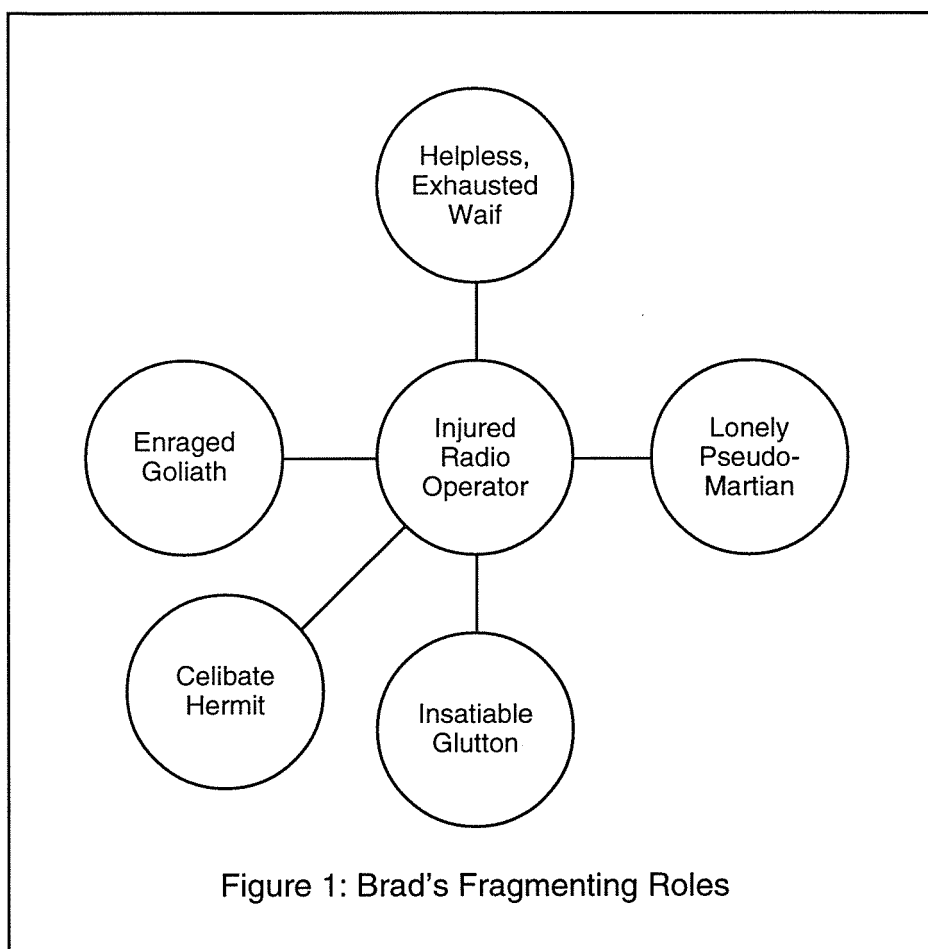 Helpless,
Exhausted
Waif
Enraged
Goliath
Injured
Radio
Operator
Lonely
Pseudo-
Martian
Celibate
Hermit
Insatiable
Glutton
Figure 1: Brad's Fragmenting Roles